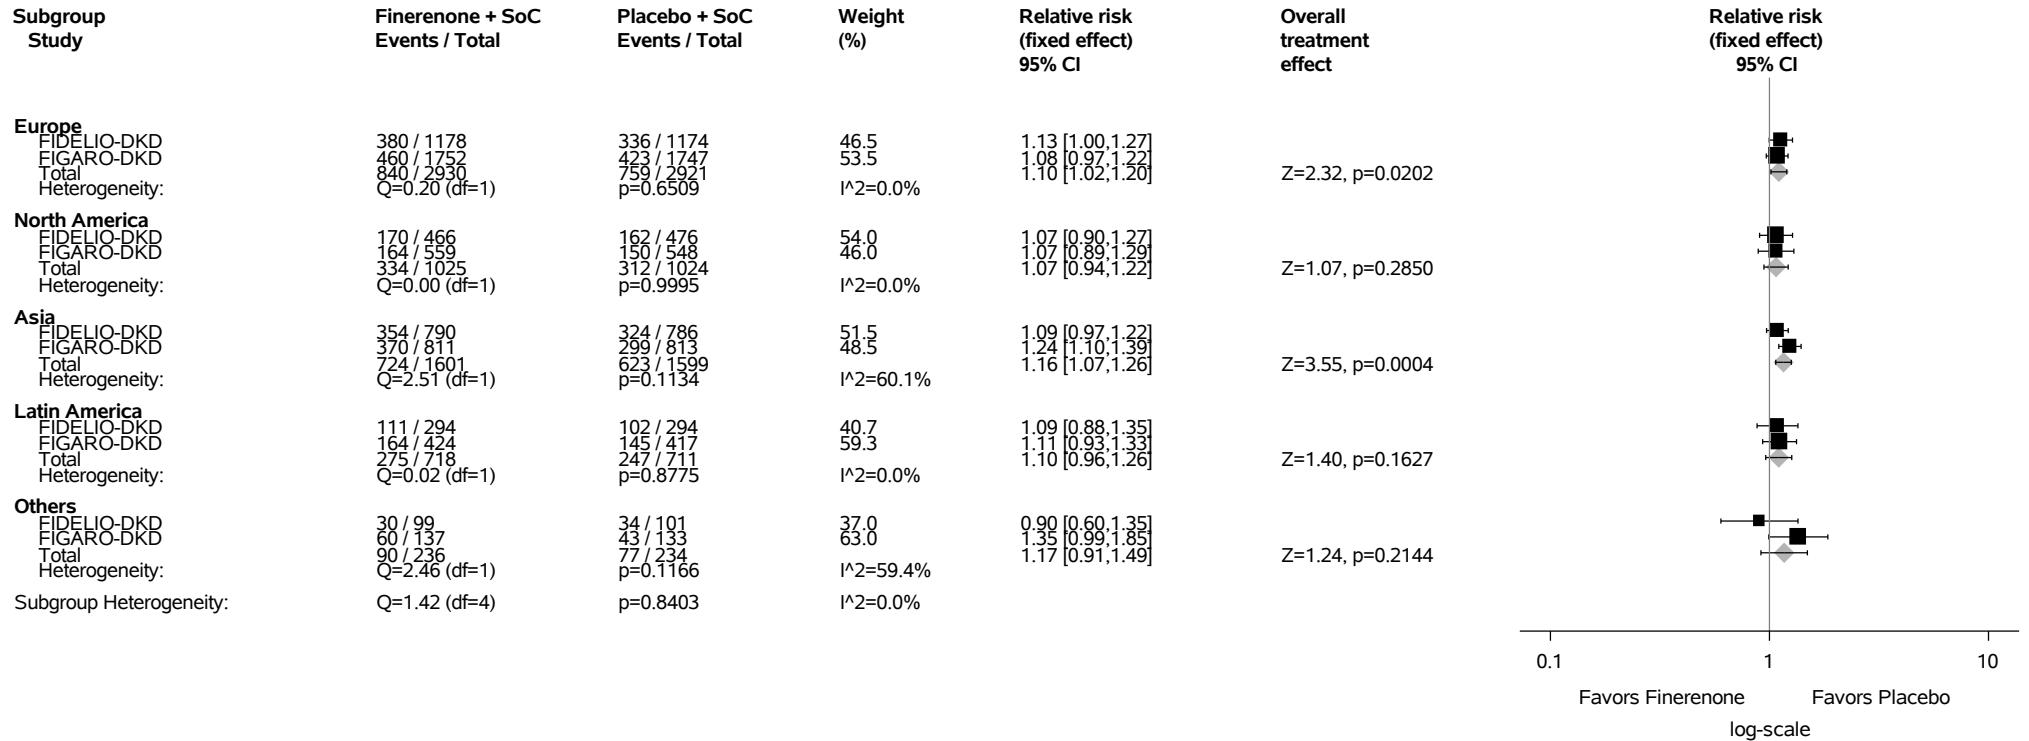 Subgroup Finerenone + SoC Placebo + SoC Weight Relative risk Overall Relative risk
Study Events / Total Events / Total (%) (fixed effect) treatment (fixed effect)
95% CI effect 95% CI
Europe
FIDELIO-DKD 380 / 1178 336 / 1174 46.5 1.13 [1.00,1.27]
FIGARO-DKD 460 / 1752 423 / 1747 53.5 1.08 [0.97,1.22]
Total 840 / 2930 759 / 2921 1.10 [1.02,1.20] Z=2.32, p=0.0202
Heterogeneity: Q=0.20 (df=1) p=0.6509 I^2=0.0%
North America
FIDELIO-DKD 170 / 466 162 / 476 54.0 1.07 [0.90,1.27]
FIGARO-DKD 164 / 559 150 / 548 46.0 1.07 [0.89,1.29]
Total 334 / 1025 312 / 1024 1.07 [0.94,1.22] Z=1.07, p=0.2850
Heterogeneity: Q=0.00 (df=1) p=0.9995 I^2=0.0%
Asia
FIDELIO-DKD 354 / 790 324 / 786 51.5 1.09 [0.97,1.22]
FIGARO-DKD 370 / 811 299 / 813 48.5 1.24 [1.10,1.39]
Total 724 / 1601 623 / 1599 1.16 [1.07,1.26] Z=3.55, p=0.0004
Heterogeneity: Q=2.51 (df=1) p=0.1134 I^2=60.1%
Latin America
FIDELIO-DKD 111 / 294 102 / 294 40.7 1.09 [0.88,1.35]
FIGARO-DKD 164 / 424 145 / 417 59.3 1.11 [0.93,1.33]
Total 275 / 718 247 / 711 1.10 [0.96,1.26] Z=1.40, p=0.1627
Heterogeneity: Q=0.02 (df=1) p=0.8775 I^2=0.0%
Others
FIDELIO-DKD 30 / 99 34 / 101 37.0 0.90 [0.60,1.35]
FIGARO-DKD 60 / 137 43 / 133 63.0 1.35 [0.99,1.85]
Total 90 / 236 77 / 234 1.17 [0.91,1.49] Z=1.24, p=0.2144
Heterogeneity: Q=2.46 (df=1) p=0.1166 I^2=59.4%
Subgroup Heterogeneity: Q=1.42 (df=4) p=0.8403 I^2=0.0%
0.1 1 10
Favors Finerenone Favors Placebo
log-scale